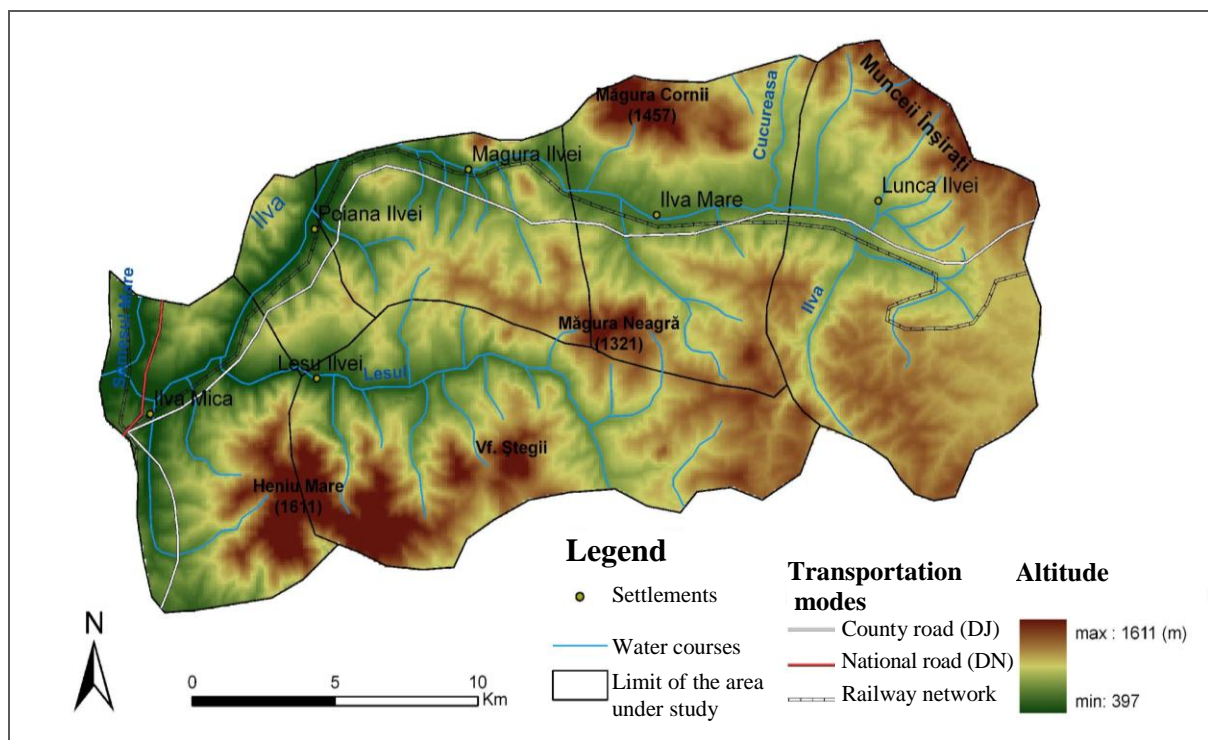 Măgura Cornii
(1457)
Cucureasa
Munceii Înșirați
Magura Ilvei
Ilva Mare
Lunca Ilvei
Ilva
Poiana Ilvei
Someșul Mare
Ilva
Măgura Neagră
(1321)
Leșu Ilvei
Lesul
Ilva Mica
Vf. Ștegii
Heniu Mare
(1611)
Legend
Settlements
Water courses
Limit of the area
under study
Transportation
modes
County road (DJ)
National road (DN)
Railway network
Altitude
max : 1611 (m)
min: 397
N
0 5 10
Km